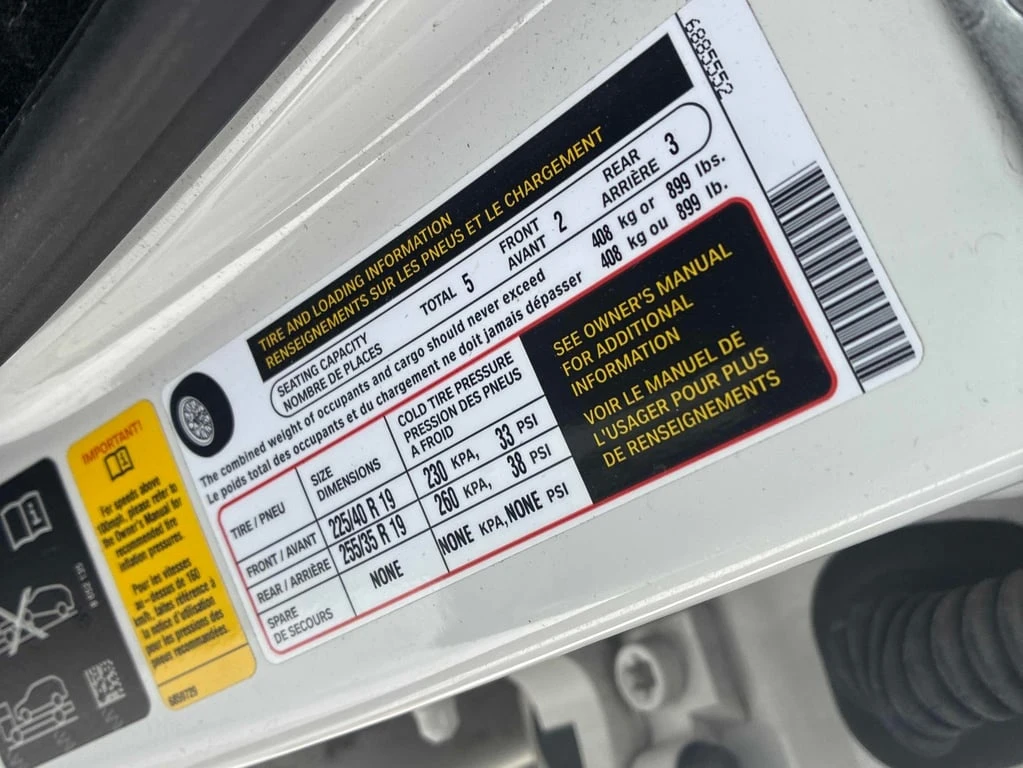 TIRE AND LOADING INFORMATION
RENSEIGNEMENTS SUR LES PNEUS ET LE CHARGEMENT
6885552
SEATING CAPACITY
NOMBRE DE PLACES
TOTAL 5
FRONT
AVANT 2
REAR
ARRIÈRE 3
The combined weight of occupants and cargo should never exceed 408 kg or 899 lbs.
Le poids total des occupants et du chargement ne doit jamais dépasser 408 kg ou 899 lb.
TIRE / PNEU
SIZE
DIMENSIONS
COLD TIRE PRESSURE
PRESSION DES PNEUS
A FROID
FRONT / AVANT 225/40 R 19 230 KPA, 33 PSI
REAR / ARRIÈRE 255/35 R 19 260 KPA, 38 PSI
SPARE
DE SECOURS
NONE NONE KPA, NONE PSI
SEE OWNER'S MANUAL
FOR ADDITIONAL
INFORMATION
VOIR LE MANUEL DE
L'USAGER POUR PLUS
DE RENSEIGNEMENTS
IMPORTANT!
For speeds above
100mph, please refer to
the Owner's Manual for
recommended tire
inflation pressures.
Pour les vitesses
au-dessus de 160
km/h, faites référence à
la notice d'utilisation
pour les pressions des
pneus recommandées.